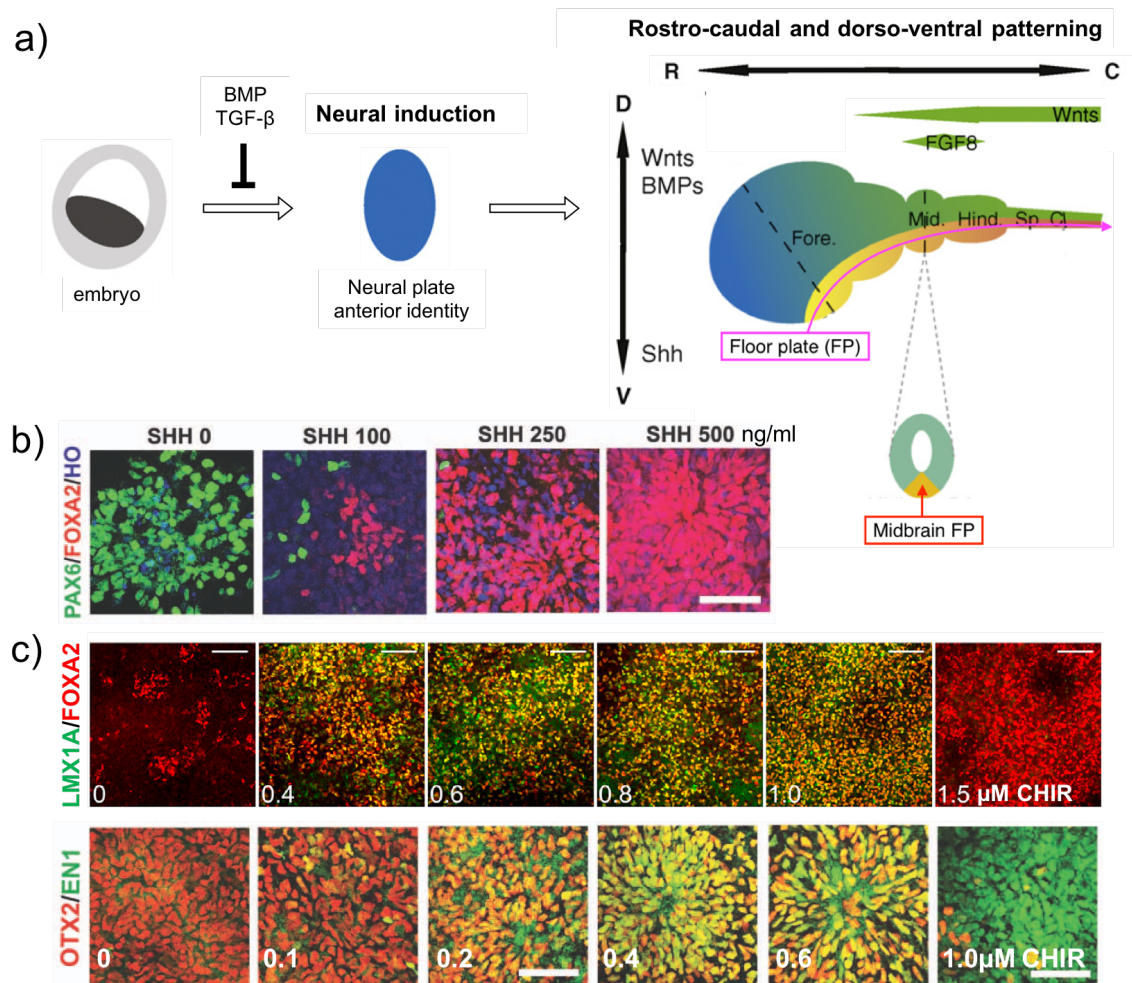 a)
Rostro-caudal and dorso-ventral patterning
R
C
BMP
TGF-β
Neural induction
D
Wnts
FGF8
Wnts
BMPs
Fore.
Mid.
Hind.
Sp. C.
embryo
Neural plate
anterior identity
Floor plate (FP)
Shh
V
Midbrain FP
b)
SHH 0
SHH 100
SHH 250
SHH 500 ng/ml
PAX6/FOXA2/HO
c)
LMX1A/FOXA2
0
0.4
0.6
0.8
1.0
1.5 µM CHIR
OTX2/EN1
0
0.1
0.2
0.4
0.6
1.0µM CHIR